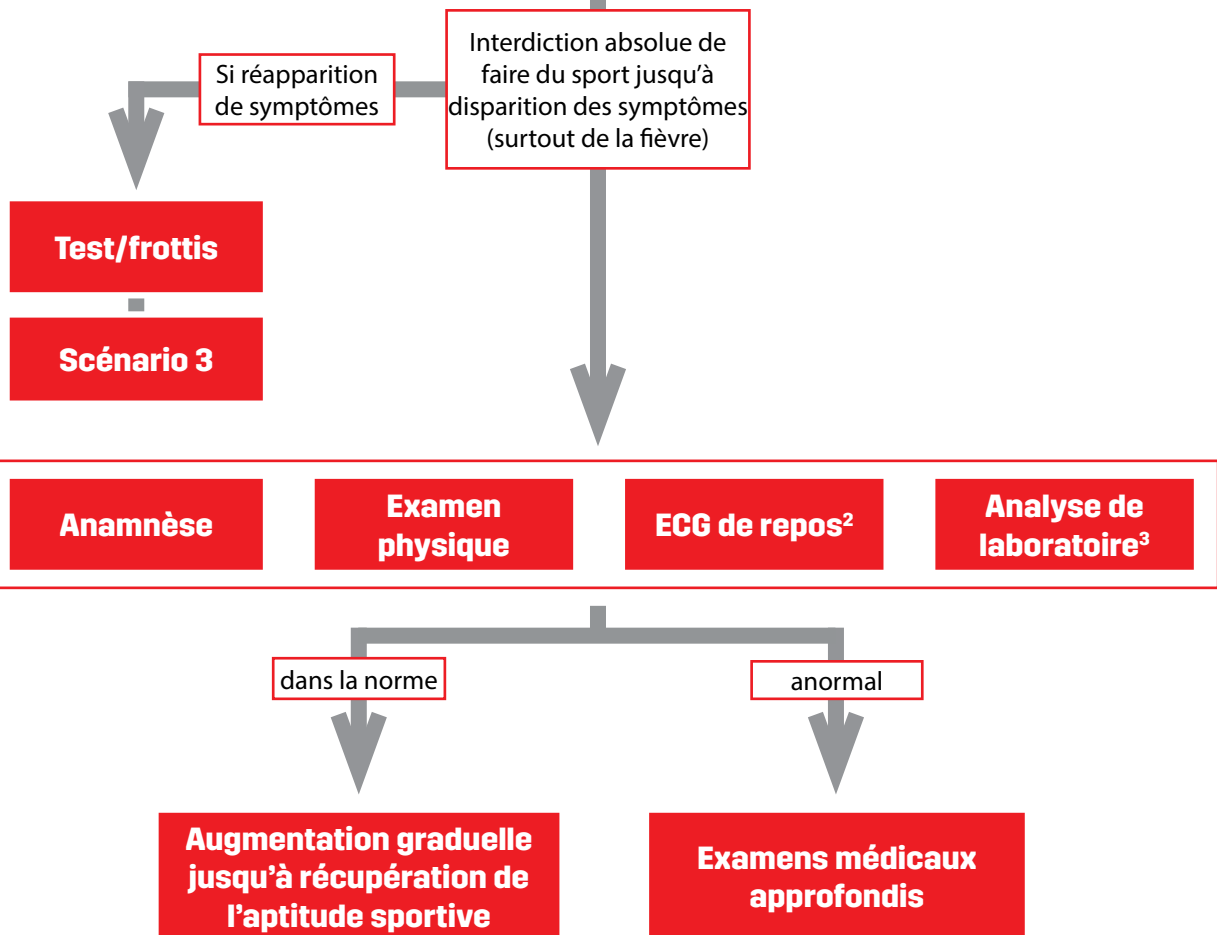 Interdiction absolue de
faire du sport jusqu'à
disparition des symptômes
(surtout de la fièvre)
Si réapparition
de symptômes
Test/frottis
Scénario 3
Anamnèse
Examen
physique
ECG de repos²
Analyse de
laboratoire³
dans la norme
anormal
Augmentation graduelle
jusqu’à récupération de
l’aptitude sportive
Examens médicaux
approfondis